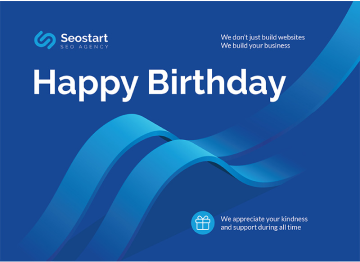 Seostart
SEO AGENCY
We don't just build websites
We build your business
Happy Birthday
We appreciate your kindness
and support during all time